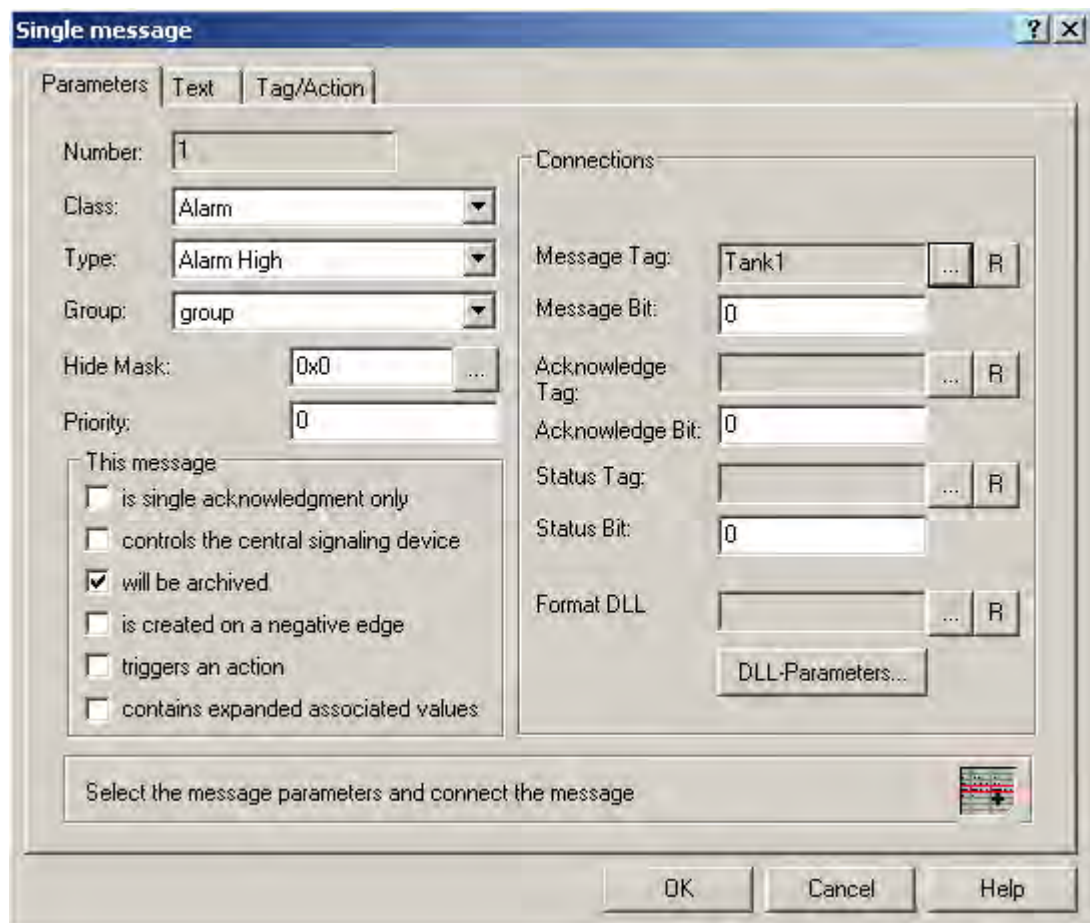 Single message
Parameters
Text
Tag/Action
Number:
1
Class:
Alarm
Type:
Alarm High
Group:
group
Hide Mask:
0x0
...
Priority:
0
This message
is single acknowledgment only
controls the central signaling device
will be archived
is created on a negative edge
triggers an action
contains expanded associated values
Connections
Message Tag:
Tank1
...
R
Message Bit:
0
Acknowledge
Tag:
...
R
Acknowledge Bit:
0
Status Tag:
...
R
Status Bit:
0
Format DLL
...
R
DLL-Parameters...
Select the message parameters and connect the message
OK
Cancel
Help